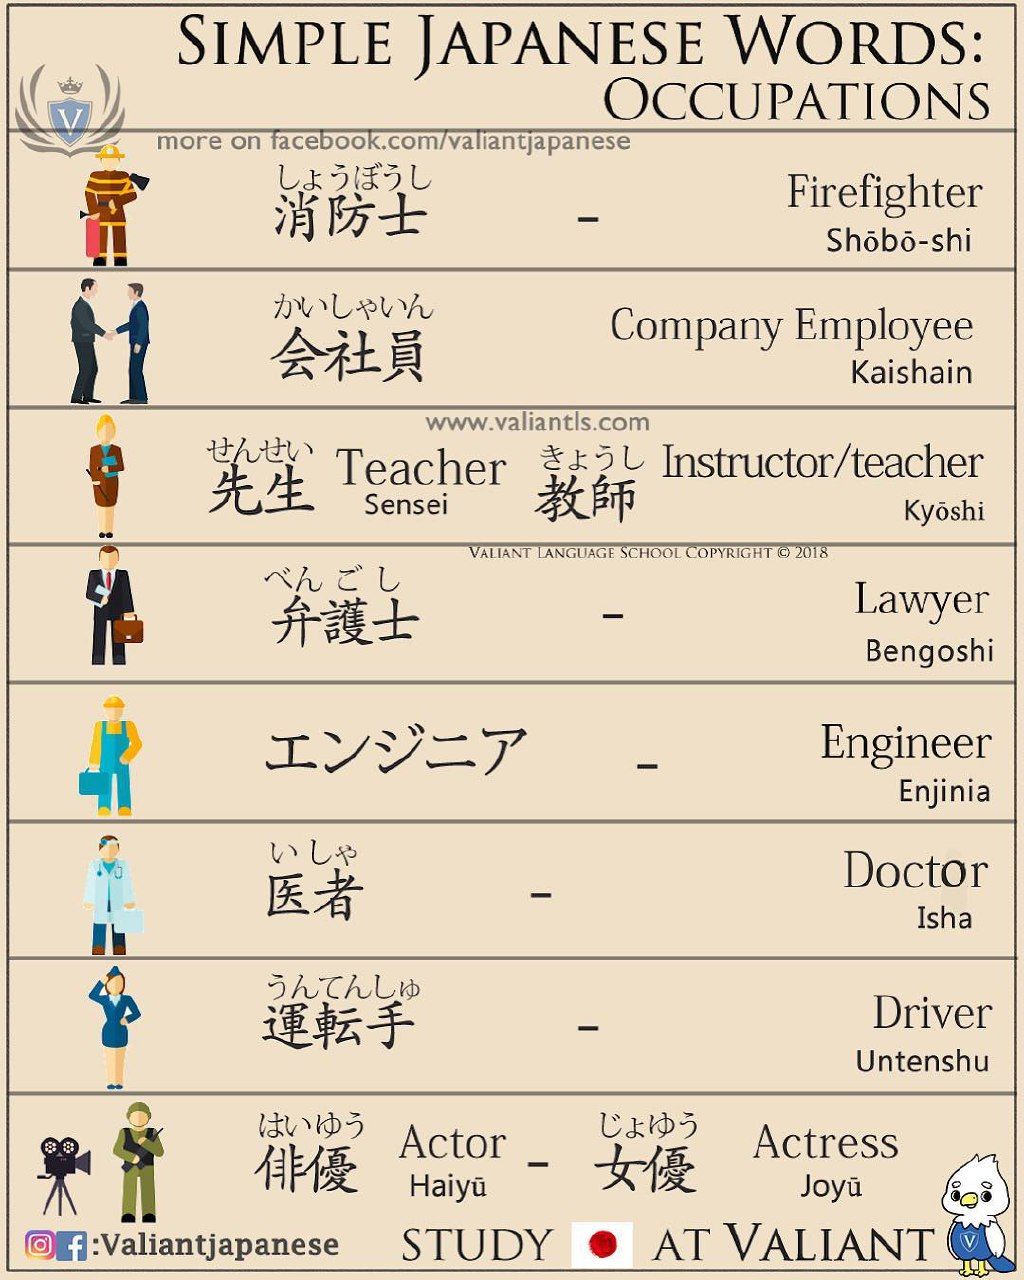 SIMPLE JAPANESE WORDS:
OCCUPATIONS
V
more on facebook.com/valiantjapanese
しょうぼうし
消防士 - Firefighter
Shōbō-shi
かいしゃいん
会社員 Company Employee
Kaishain
www.valiantls.com
せんせい きょうし
先生 Teacher 教師 Instructor/teacher
Sensei Kyōshi
VALIANT LANGUAGE SCHOOL COPYRIGHT © 2018
べんごし
弁護士 - Lawyer
Bengoshi
エンジニア - Engineer
Enjinia
いしゃ
医者 - Doctor
Isha
うんてんしゅ
運転手 - Driver
Untenshu
はいゆう じょゆう
俳優 Actor - 女優 Actress
Haiyū Joyū
:Valiantjapanese STUDY AT VALIANT
V